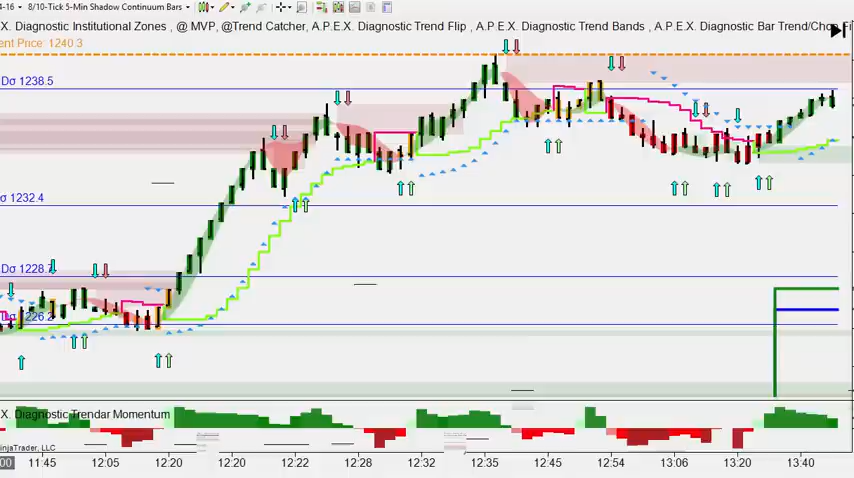 4-16
8/10-Tick 5-Min Shadow Continuum Bars
X. Diagnostic Institutional Zones , @ MVP, @Trend Catcher, A.P.E.X. Diagnostic Trend Flip , A.P.E.X. Diagnostic Trend Bands , A.P.E.X. Diagnostic Bar Trend/Chop Fi
ent Price: 1240.3
Dσ 1238.5
σ 1232.4
Dσ 1228.7
1226.2
X. Diagnostic Trendar Momentum
injaTrader, LLC
:00 11:45 12:05 12:20 12:20 12:22 12:28 12:32 12:35 12:45 12:54 13:06 13:20 13:40